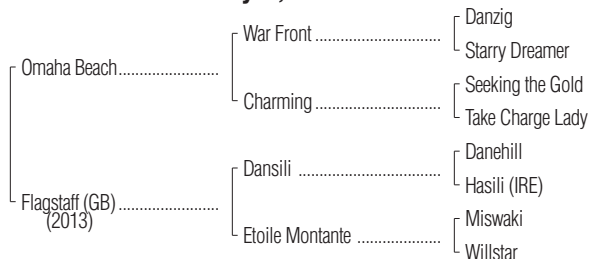 Danzig
War Front ..............................
Starry Dreamer
Omaha Beach........................
Seeking the Gold
Charming ..............................
Take Charge Lady
Danehill
Dansili ..................................
Hasili (IRE)
Flagstaff (GB) ........................
(2013)
Miswaki
Etoile Montante ....................
Willstar